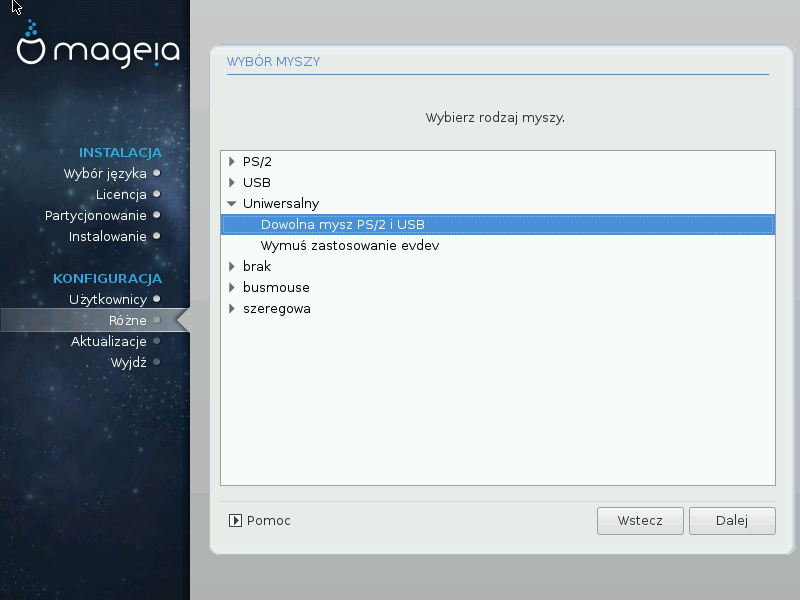 mageia
INSTALACJA
Wybór języka
Licencja
Partycjonowanie
Instalowanie
KONFIGURACJA
Użytkownicy
Różne
Aktualizacje
Wyjdź
WYBÓR MYSZY
Wybierz rodzaj myszy.
PS/2
USB
Uniwersalny
Dowolna mysz PS/2 i USB
Wymuś zastosowanie evdev
brak
busmouse
szeregowa
Pomoc
Wstecz
Dalej